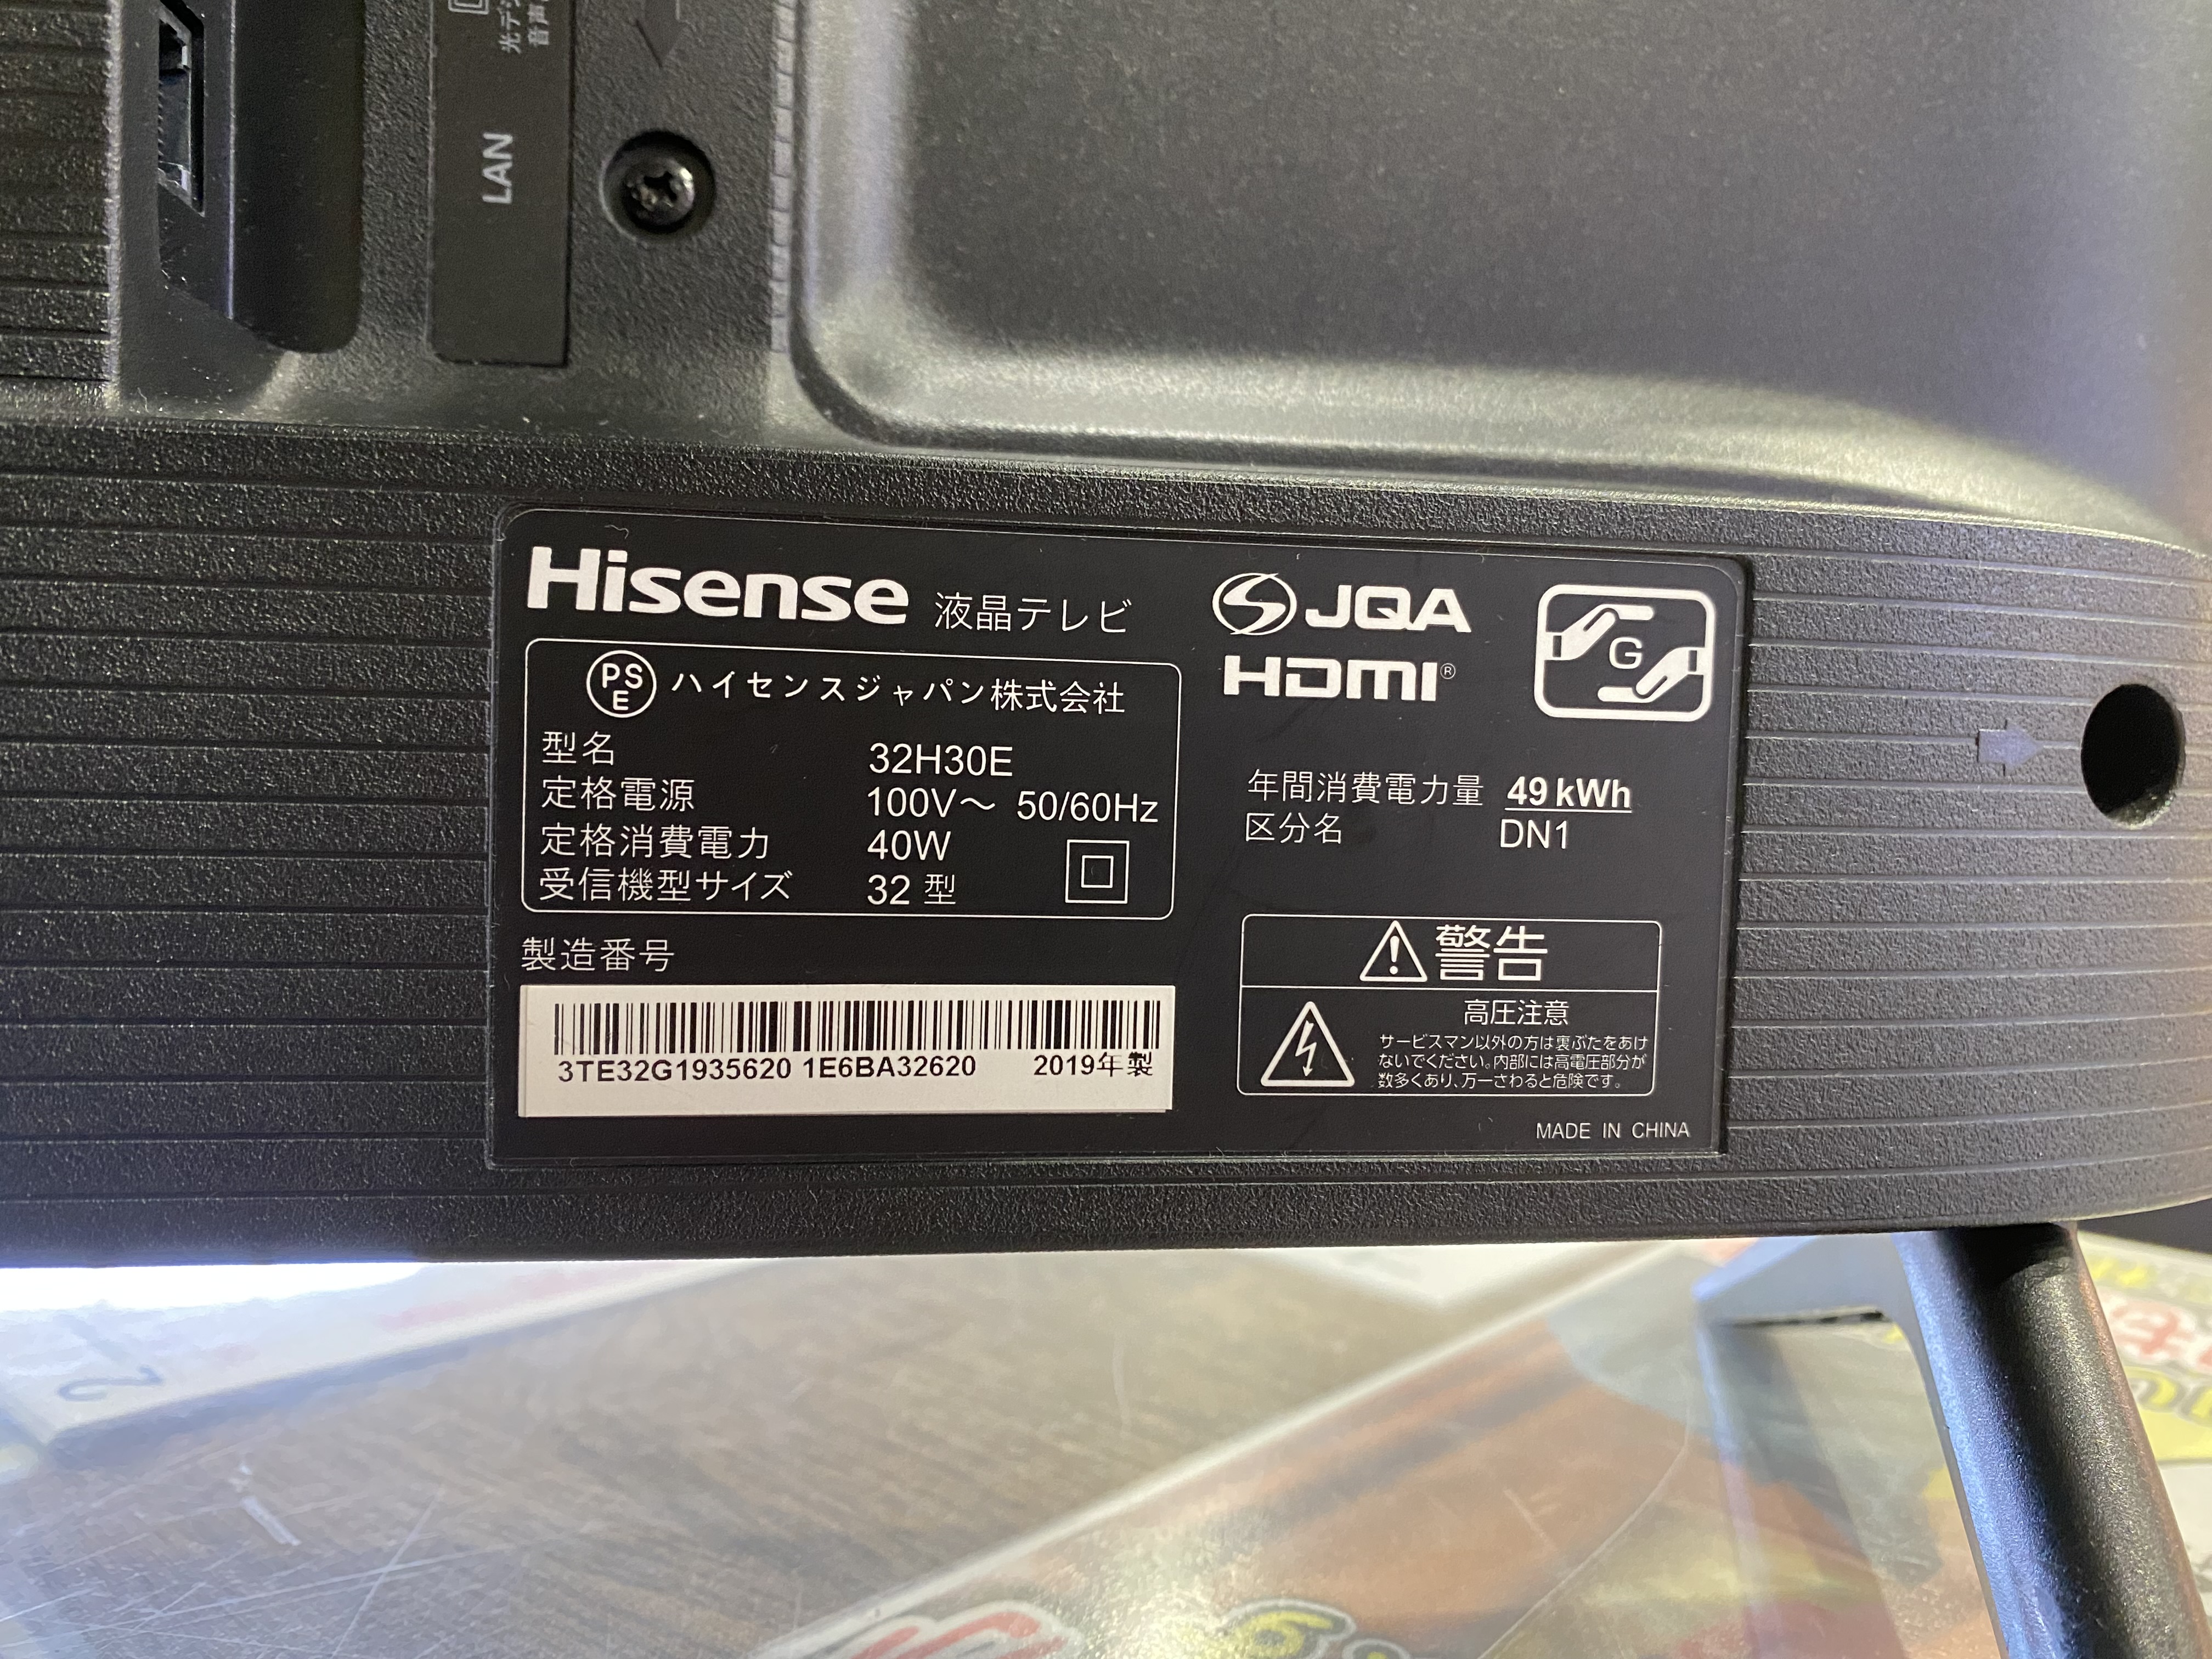 光デジ
音声
LAN
Hisense 液晶テレビ
JQA
HDMI®
G
PSE ハイセンスジャパン株式会社
型名 32H30E
定格電源 100V～ 50/60Hz
定格消費電力 40W
受信機型サイズ 32 型
年間消費電力量 49 kWh
区分名 DN1
製造番号
3TE32G1935620 1E6BA32620 2019年製
警告
高圧注意
サービスマン以外の方は裏ぶたをあけ
ないでください。内部には高電圧部分が
数多くあり、万一さわると危険です。
MADE IN CHINA
2